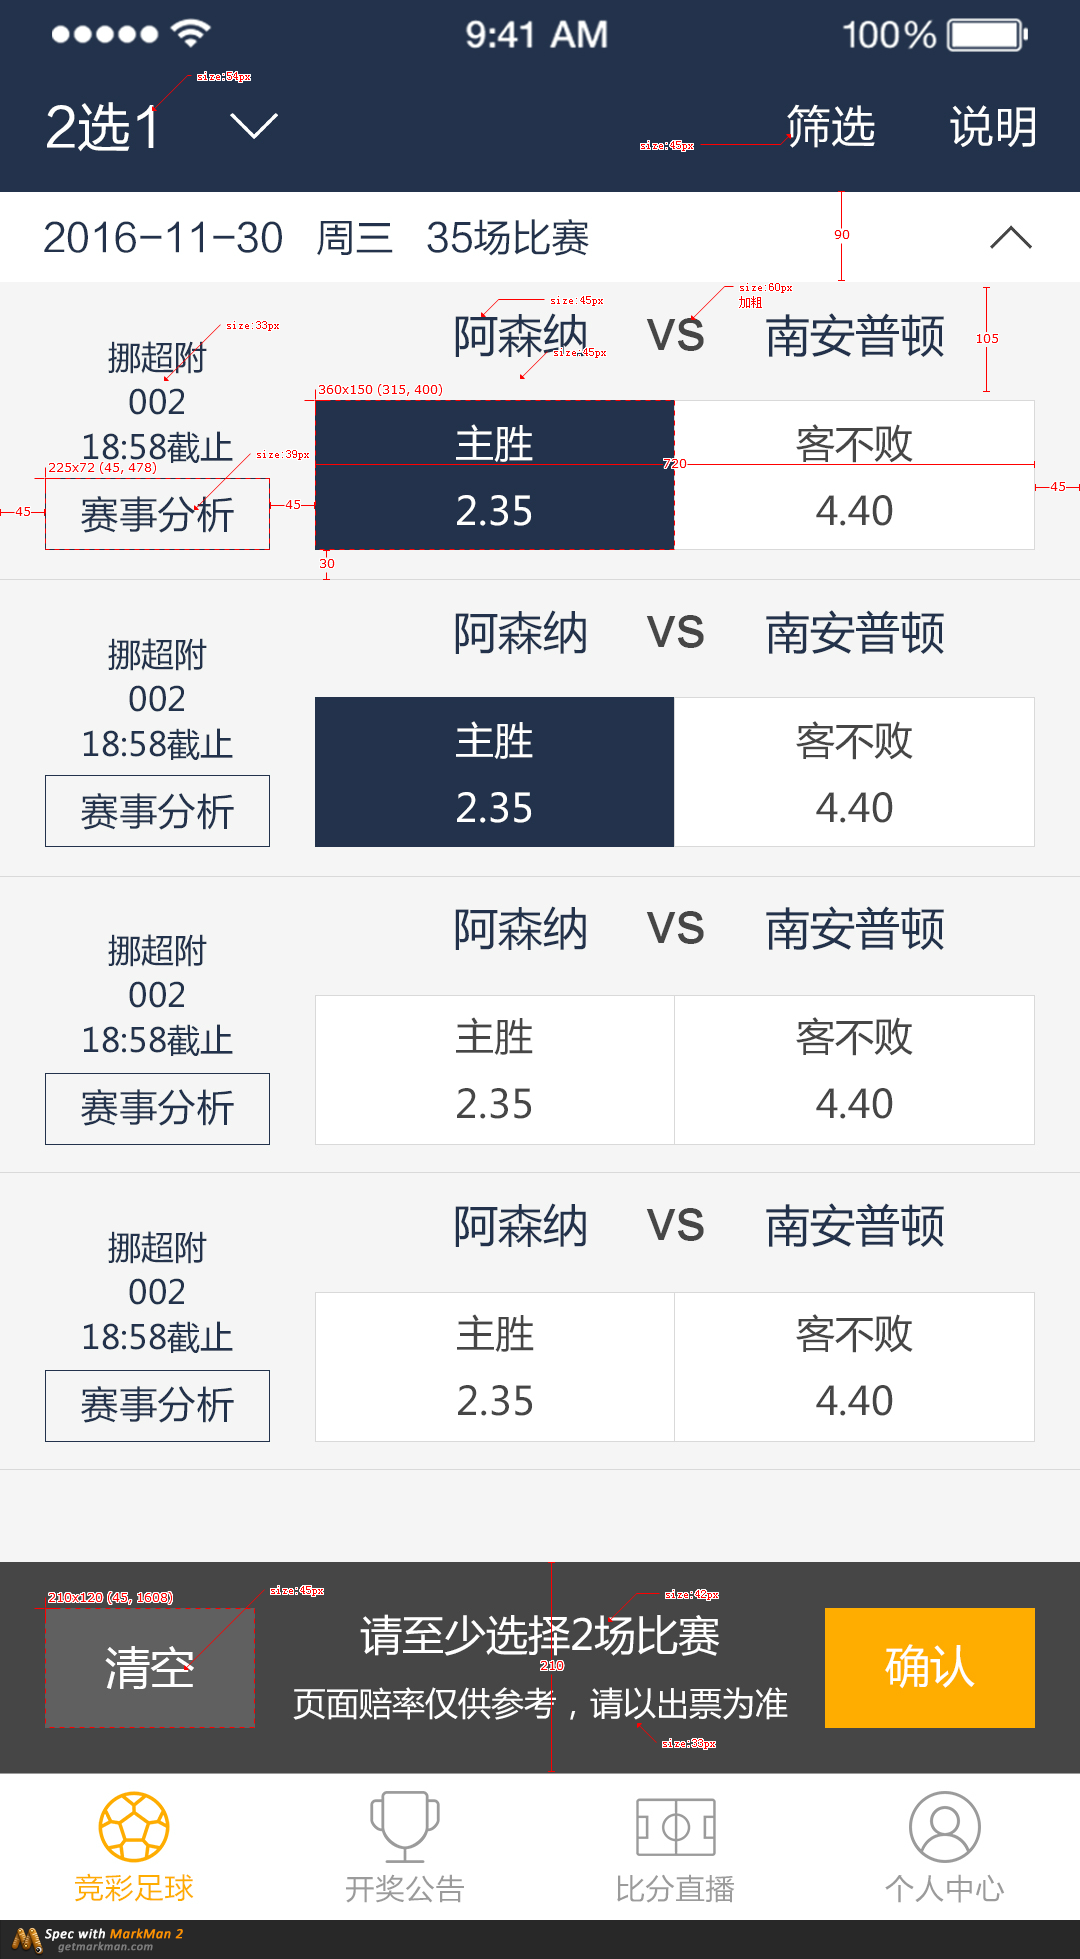 9:41 AM 100%
size:54px
2选1 筛选 说明
size:45px
2016-11-30 周三 35场比赛
90
size:60px
加粗
size:45px
size:33px
阿森纳 VS 南安普顿
105
size:45px
挪超附
002
18:58截止
360x150 (315, 400)
主胜 客不败
size:39px
225x72 (45, 478)
720
45
45
45
赛事分析
2.35 4.40
30
阿森纳 VS 南安普顿
挪超附
002
18:58截止
主胜 客不败
赛事分析
2.35 4.40
阿森纳 VS 南安普顿
挪超附
002
18:58截止
主胜 客不败
赛事分析
2.35 4.40
阿森纳 VS 南安普顿
挪超附
002
18:58截止
主胜 客不败
赛事分析
2.35 4.40
210x120 (45, 1608)
size:45px
size:42px
请至少选择2场比赛
清空
210
确认
页面赔率仅供参考，请以出票为准
size:33px
竞彩足球 开奖公告 比分直播 个人中心
Spec with MarkMan 2
getmarkman.com